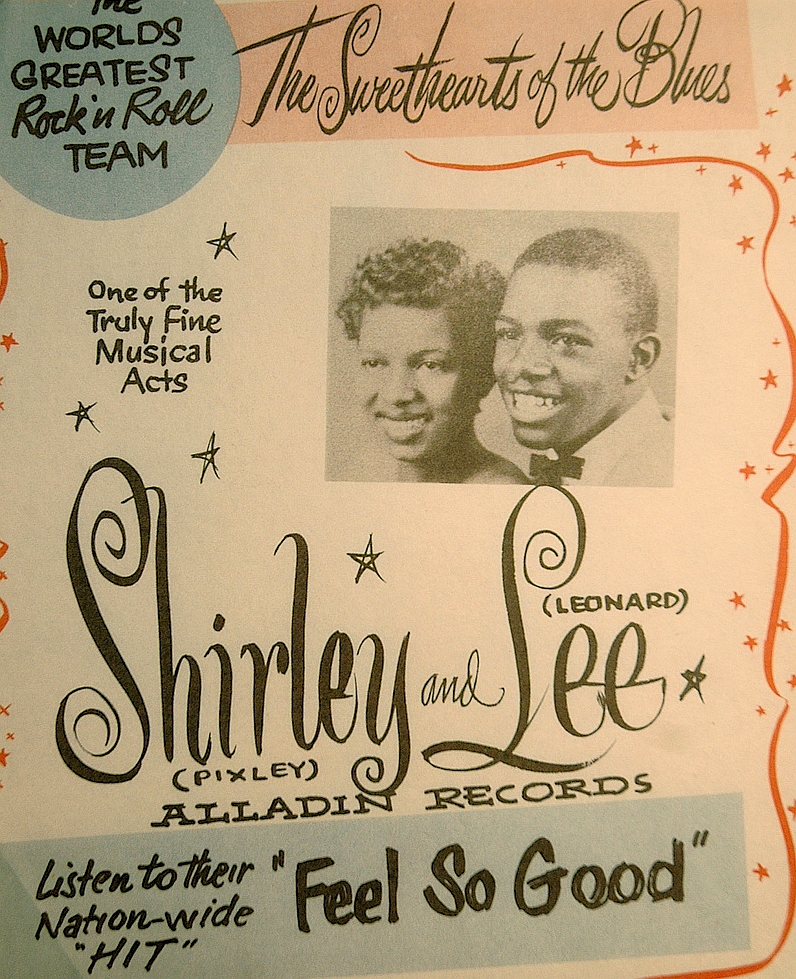 The
WORLDS
GREATEST
Rock'n Roll
TEAM
The Sweethearts of the Blues
One of the
Truly Fine
Musical
Acts
Shirley and Lee
(LEONARD)
(PIXLEY)
ALLADIN RECORDS
Listen to their
Nation-wide
"HIT"
"Feel So Good"